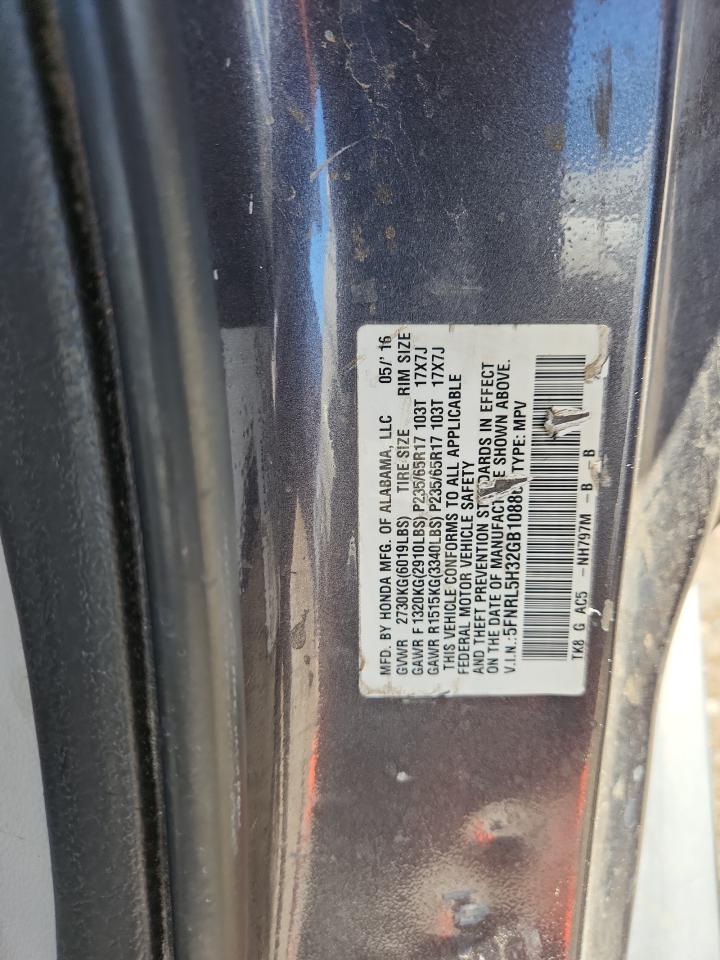 MFD. BY HONDA MFG. OF ALABAMA, LLC 05/' 16
GVWR 2730KG(6019LBS) TIRE SIZE RIM SIZE
GAWR F 1320KG(2910LBS) P235/65R17 103T 17X7J
GAWR R1515KG(3340LBS) P235/65R17 103T 17X7J
THIS VEHICLE CONFORMS TO ALL APPLICABLE
FEDERAL MOTOR VEHICLE SAFETY
AND THEFT PREVENTION STANDARDS IN EFFECT
ON THE DATE OF MANUFACTURE SHOWN ABOVE.
V.I.N.: TYPE: MPV
TK8 G AC5 -NH797M -B B